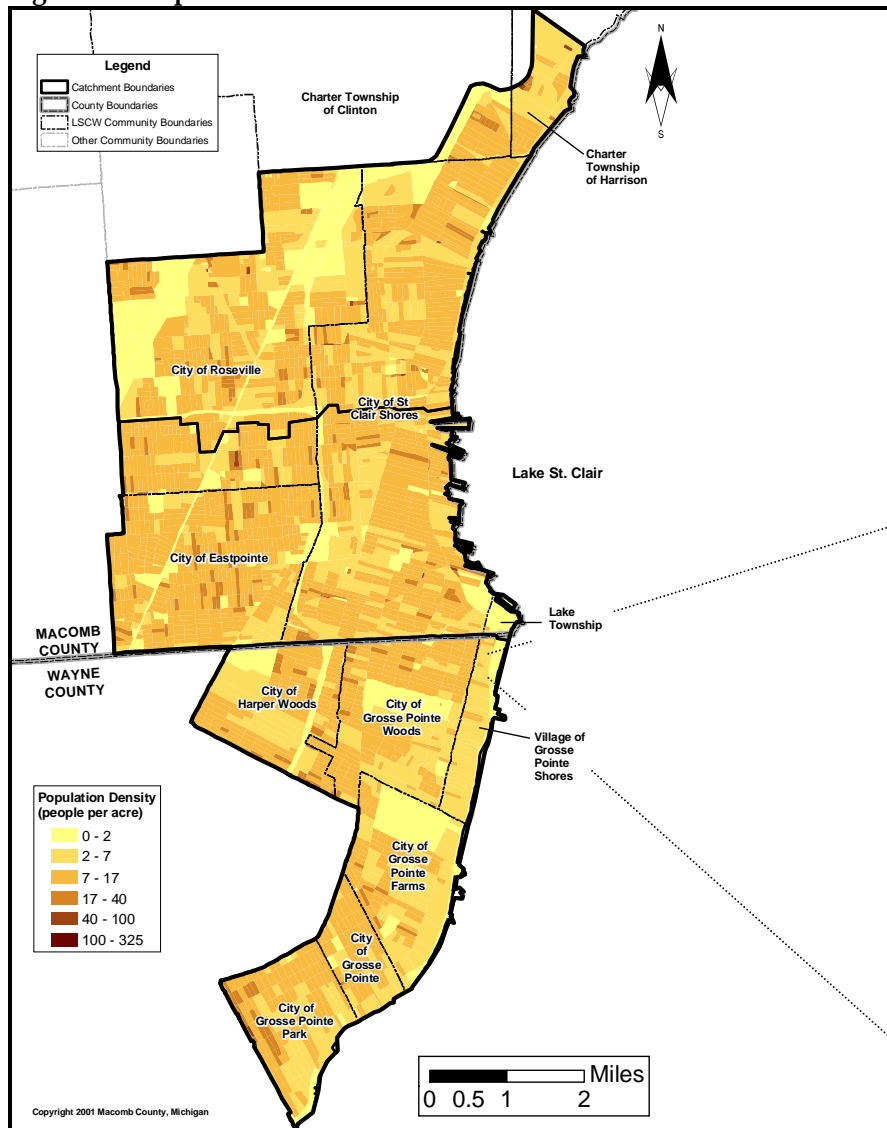 Legend
Catchment Boundaries
County Boundaries
LSCW Community Boundaries
Other Community Boundaries
Charter Township
of Clinton
N
S
Charter
Township
of Harrison
City of Roseville
City of St
Clair Shores
Lake St. Clair
City of Eastpointe
Lake
Township
MACOMB
COUNTY
WAYNE
COUNTY
City of
Harper Woods
City of
Grosse Pointe
Woods
Village of
Grosse
Pointe
Shores
Population Density
(people per acre)
0 - 2
2 - 7
7 - 17
17 - 40
40 - 100
100 - 325
City of
Grosse
Pointe
Farms
City
of
Grosse
Pointe
City of
Grosse Pointe
Park
Miles
0 0.5 1 2
Copyright 2001 Macomb County, Michigan